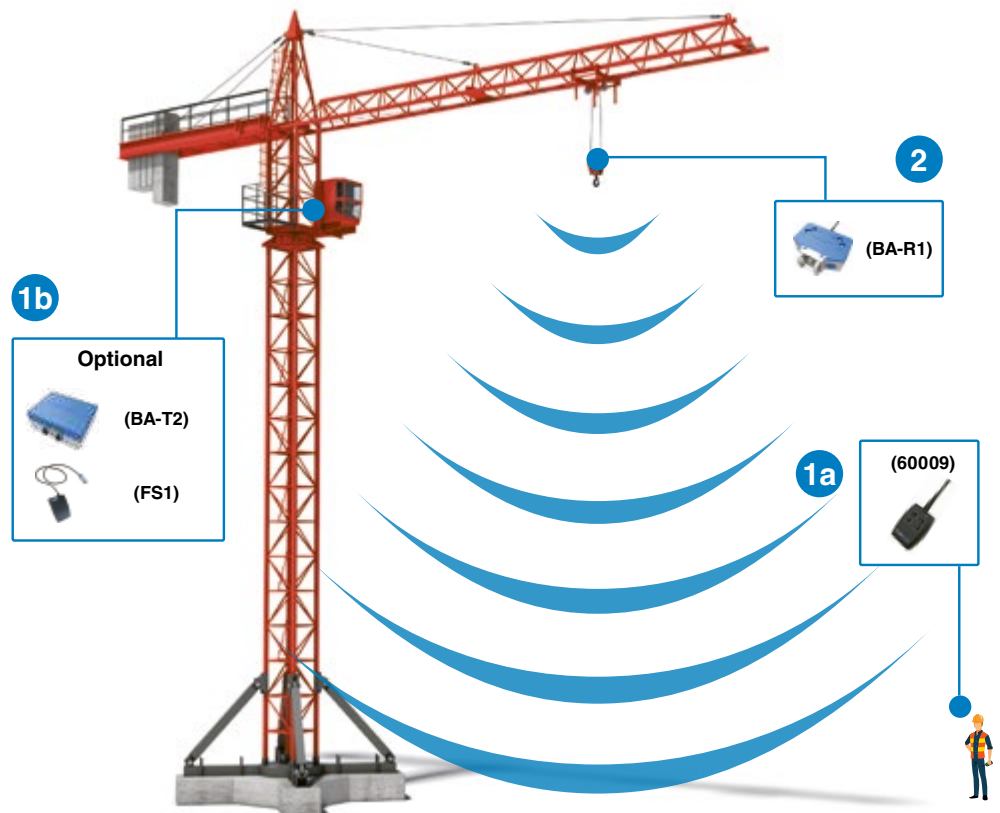 2
(BA-R1)
1b
Optional
(BA-T2)
(FS1)
1a
(60009)